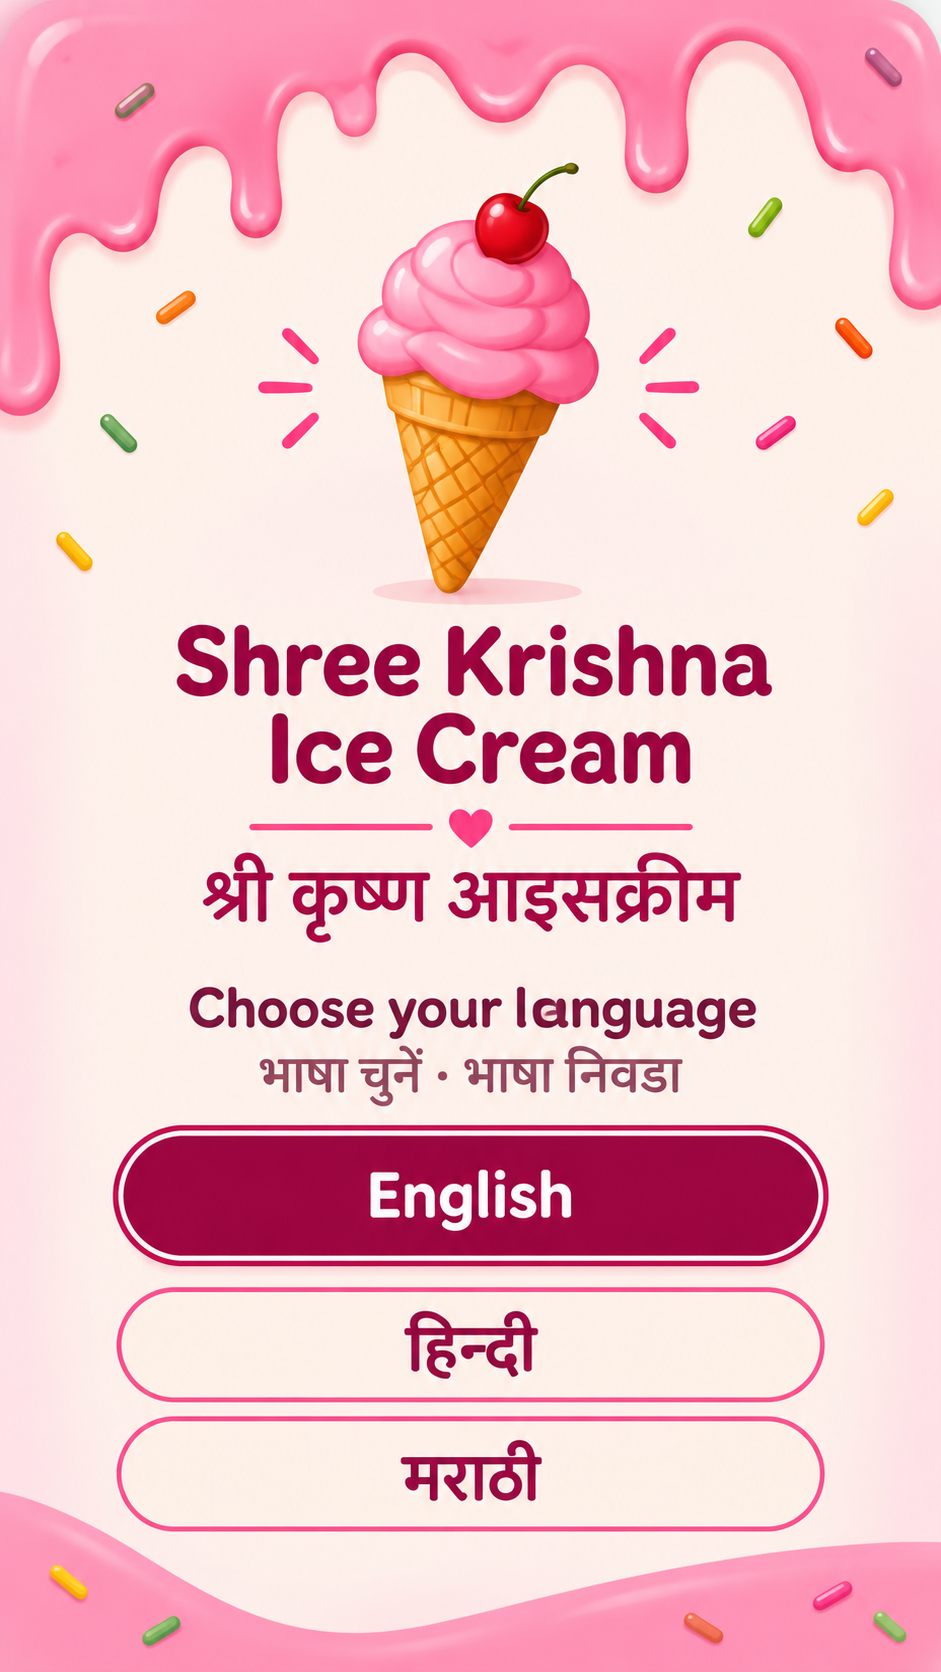 Shree Krishna
Ice Cream
श्री कृष्ण आइसक्रीम
Choose your language
भाषा चुनें · भाषा निवडा
English
हिन्दी
मराठी